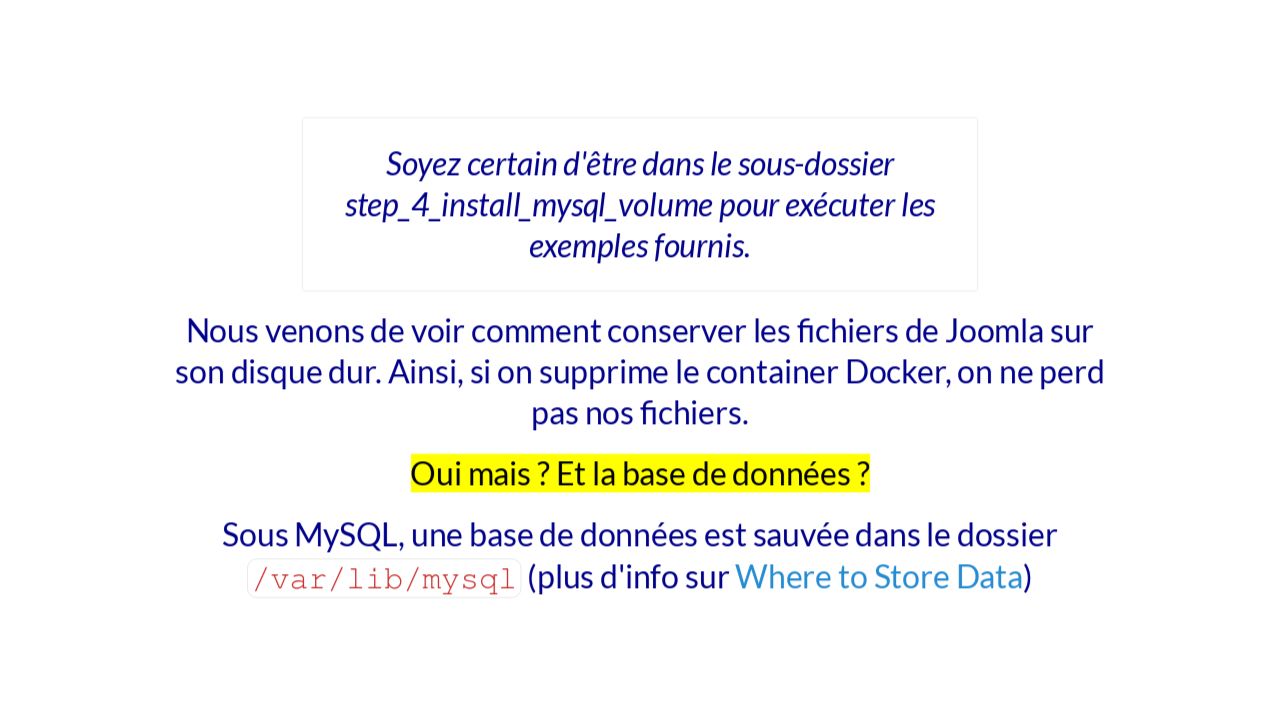 Soyez certain d'être dans le sous-dossier
step_4_install_mysql_volume pour exécuter les
exemples fournis.
Nous venons de voir comment conserver les fichiers de Joomla sur
son disque dur. Ainsi, si on supprime le container Docker, on ne perd
pas nos fichiers.
Oui mais ? Et la base de données ?
Sous MySQL, une base de données est sauvée dans le dossier
/var/lib/mysql (plus d'info sur Where to Store Data)